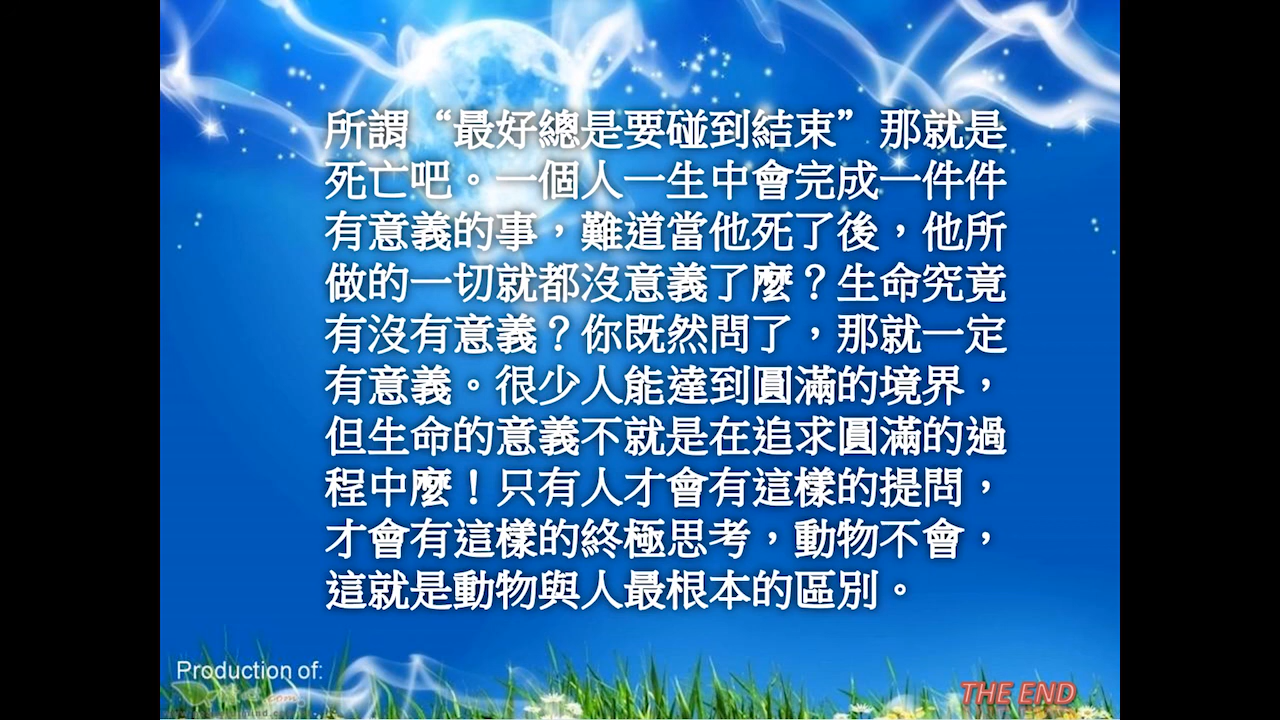 所謂“最好總是要碰到結束”那就是
死亡吧。一個人一生中會完成一件件
有意義的事，難道當他死了後，他所
做的一切就都沒意義了麼？生命究竟
有沒有意義？你既然問了，那就一定
有意義。很少人能達到圓滿的境界，
但生命的意義不就是在追求圓滿的過
程中麼！只有人才會有這樣的提問，
才會有這樣的終極思考，動物不會，
這就是動物與人最根本的區別。
Production of:
THE END